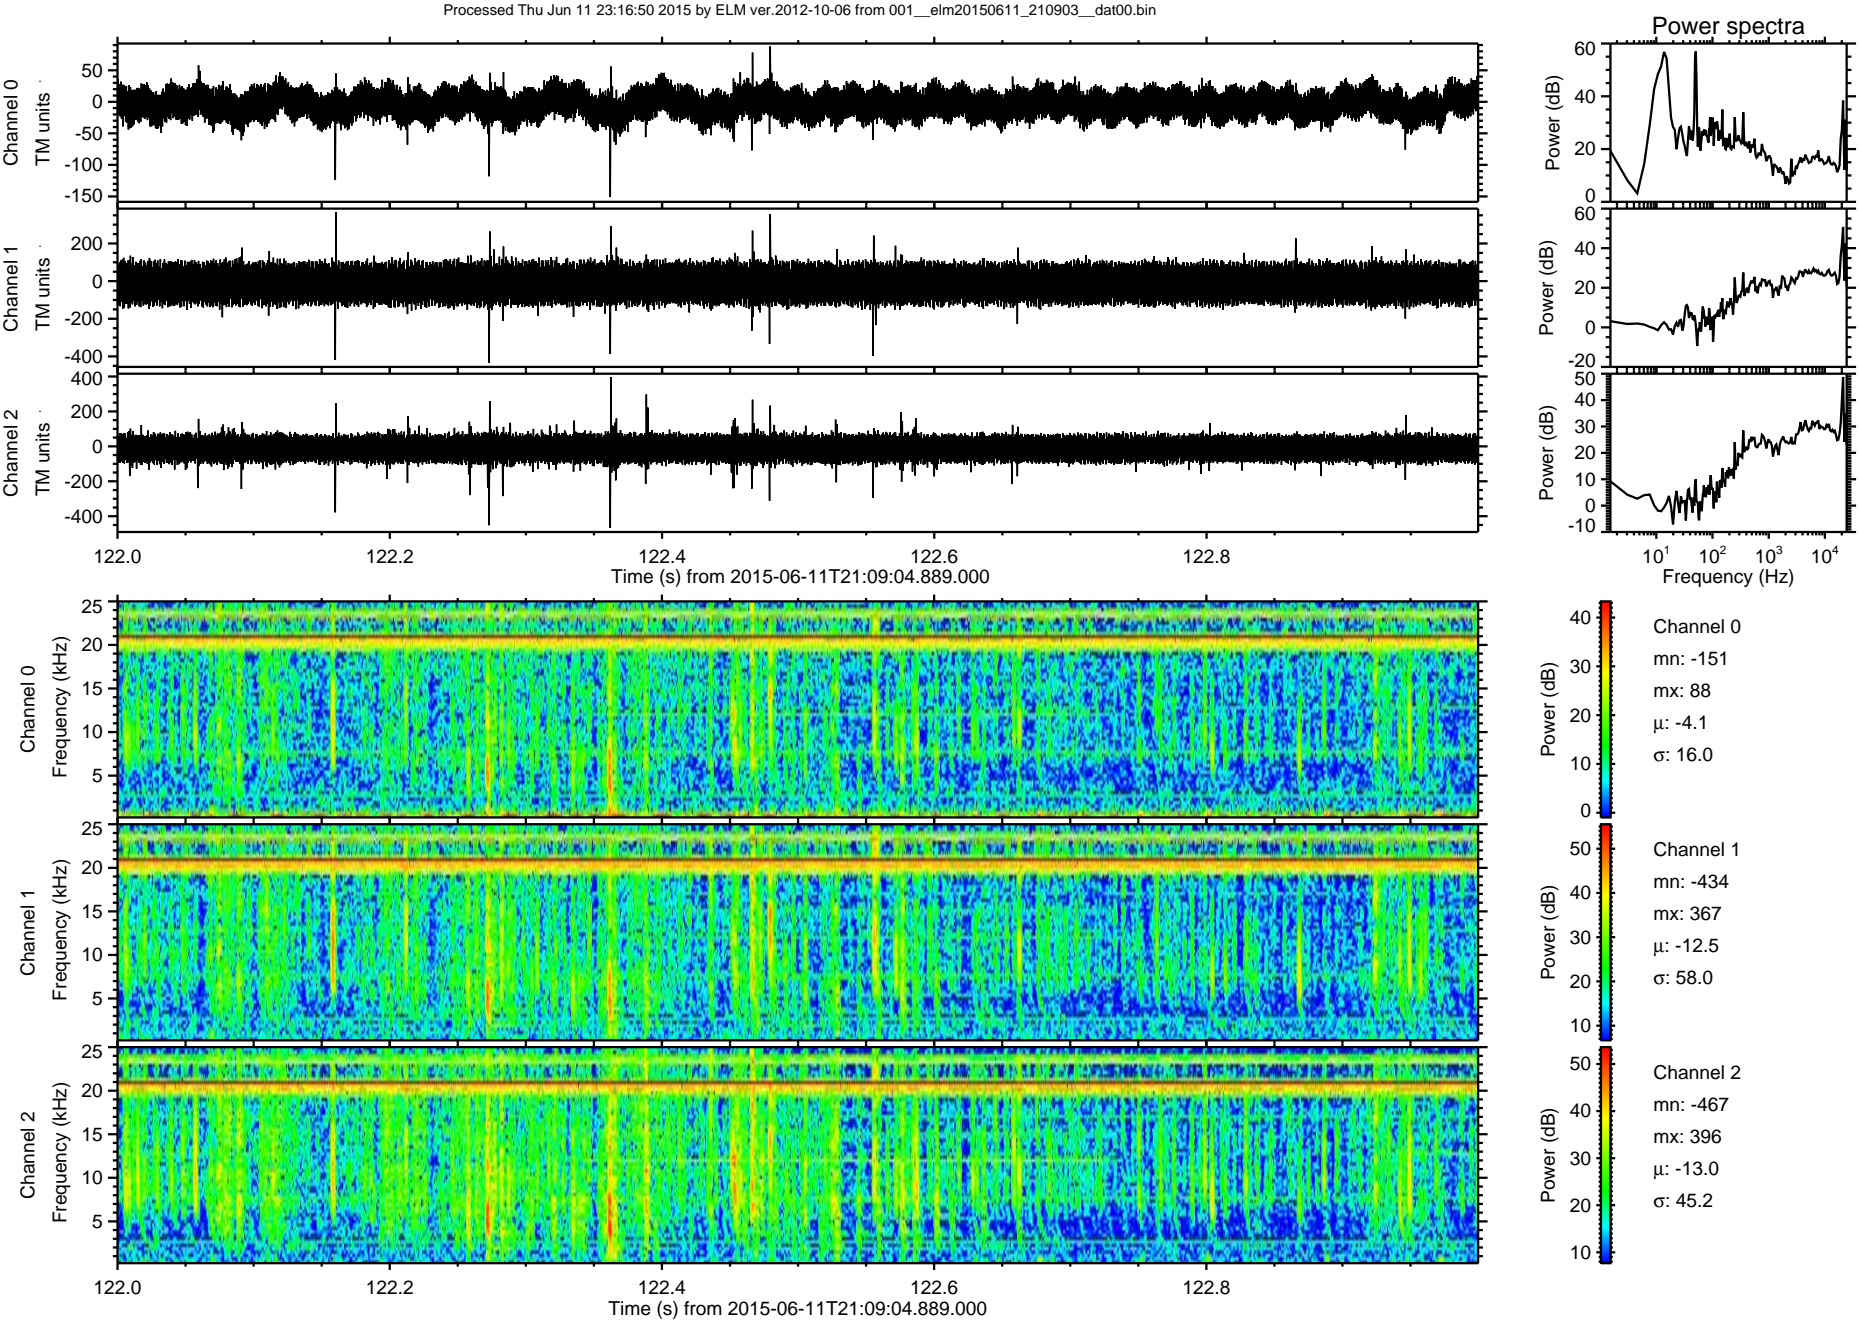 Processed Thu Jun 11 23:16:50 2015 by ELM ver.2012-10-06 from 001__elm20150611_210903__dat00.bin
Power spectra
Channel 0
TM units
50
0
-50
-100
-150
Power (dB)
60
40
20
0
Channel 1
TM units
200
0
-200
-400
Power (dB)
60
40
20
0
-20
Channel 2
TM units
400
200
0
-200
-400
Power (dB)
50
40
30
20
10
0
-10
122.0 122.2 122.4 122.6 122.8
Time (s) from 2015-06-11T21:09:04.889.000
10¹ 10² 10³ 10⁴
Frequency (Hz)
Channel 0
Frequency (kHz)
25
20
15
10
5
Power (dB)
40
30
20
10
0
Channel 0
mn: -151
mx: 88
μ: -4.1
σ: 16.0
Channel 1
Frequency (kHz)
25
20
15
10
5
Power (dB)
50
40
30
20
10
Channel 1
mn: -434
mx: 367
μ: -12.5
σ: 58.0
Channel 2
Frequency (kHz)
25
20
15
10
5
Power (dB)
50
40
30
20
10
Channel 2
mn: -467
mx: 396
μ: -13.0
σ: 45.2
122.0 122.2 122.4 122.6 122.8
Time (s) from 2015-06-11T21:09:04.889.000